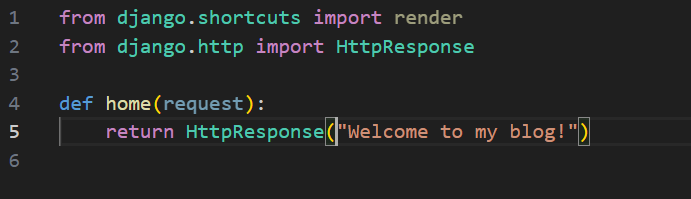 1 from django.shortcuts import render
2 from django.http import HttpResponse
3
4 def home(request):
5     return HttpResponse("Welcome to my blog!")
6